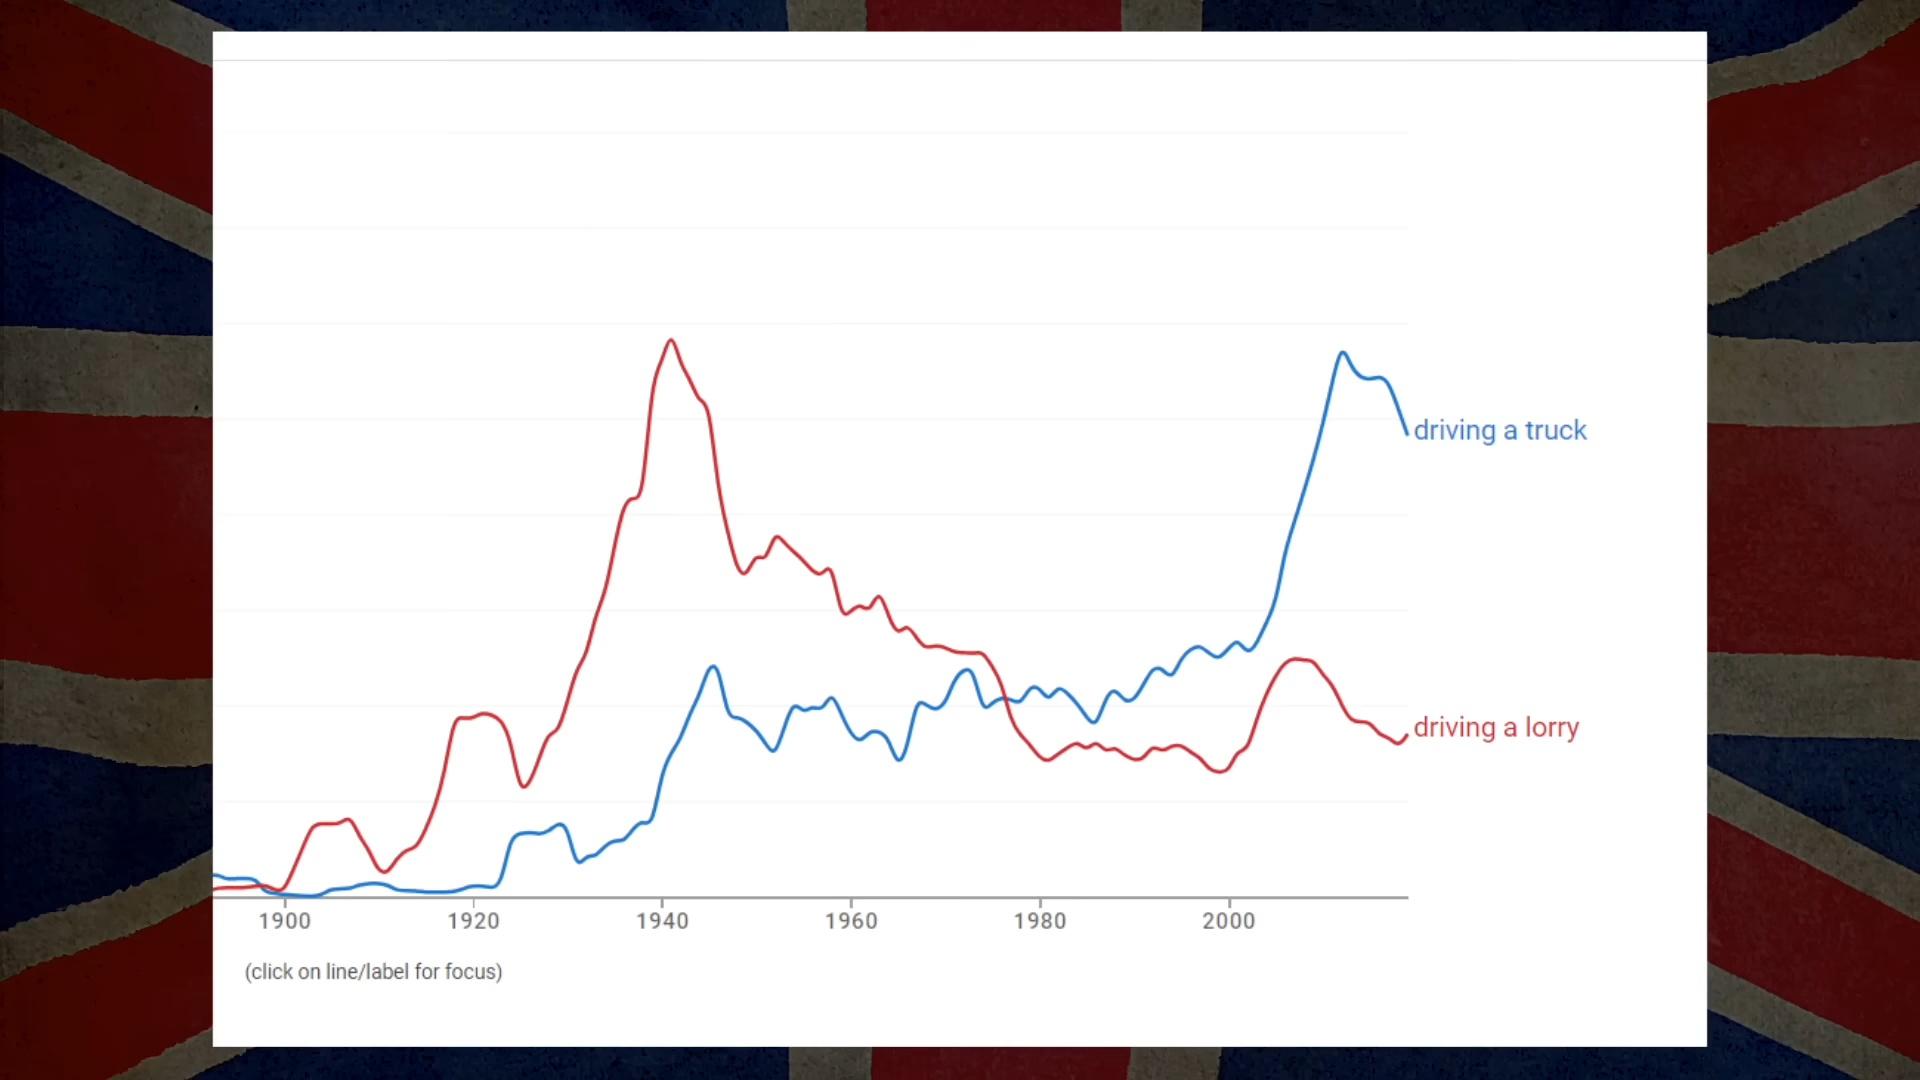 driving a truck
driving a lorry
1900 1920 1940 1960 1980 2000
(click on line/label for focus)